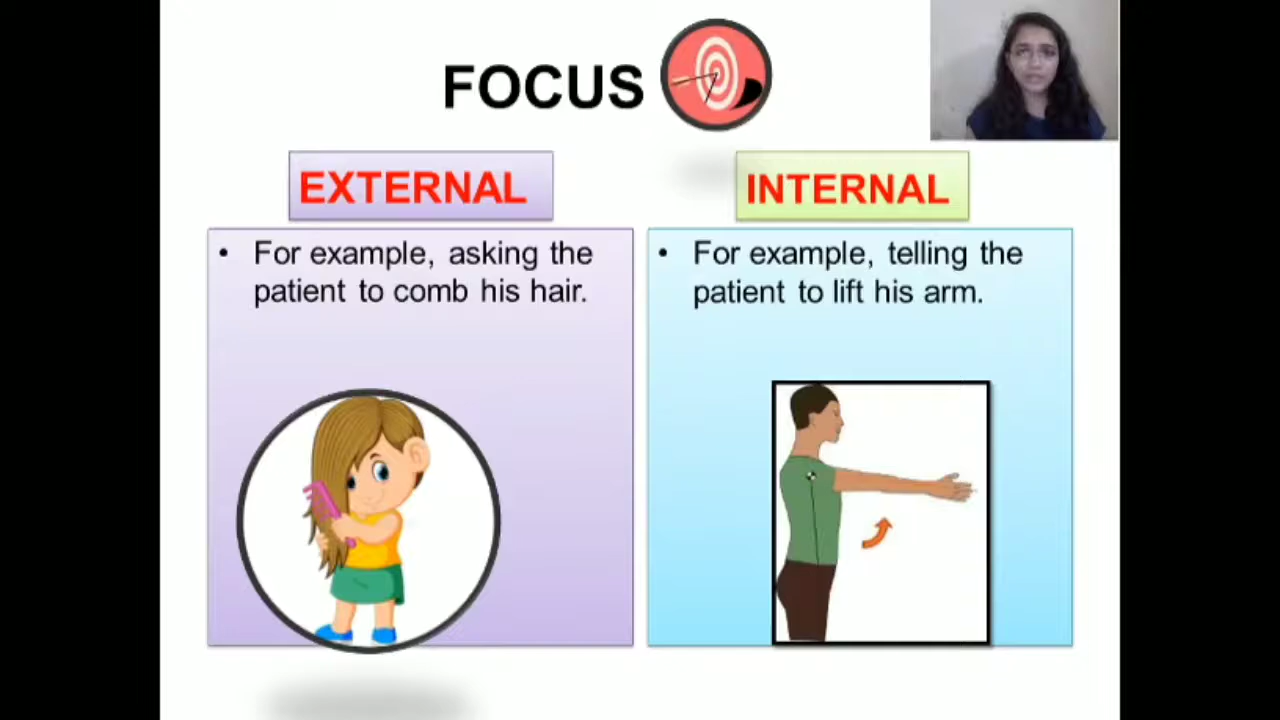 FOCUS
EXTERNAL
• For example, asking the
patient to comb his hair.
INTERNAL
• For example, telling the
patient to lift his arm.